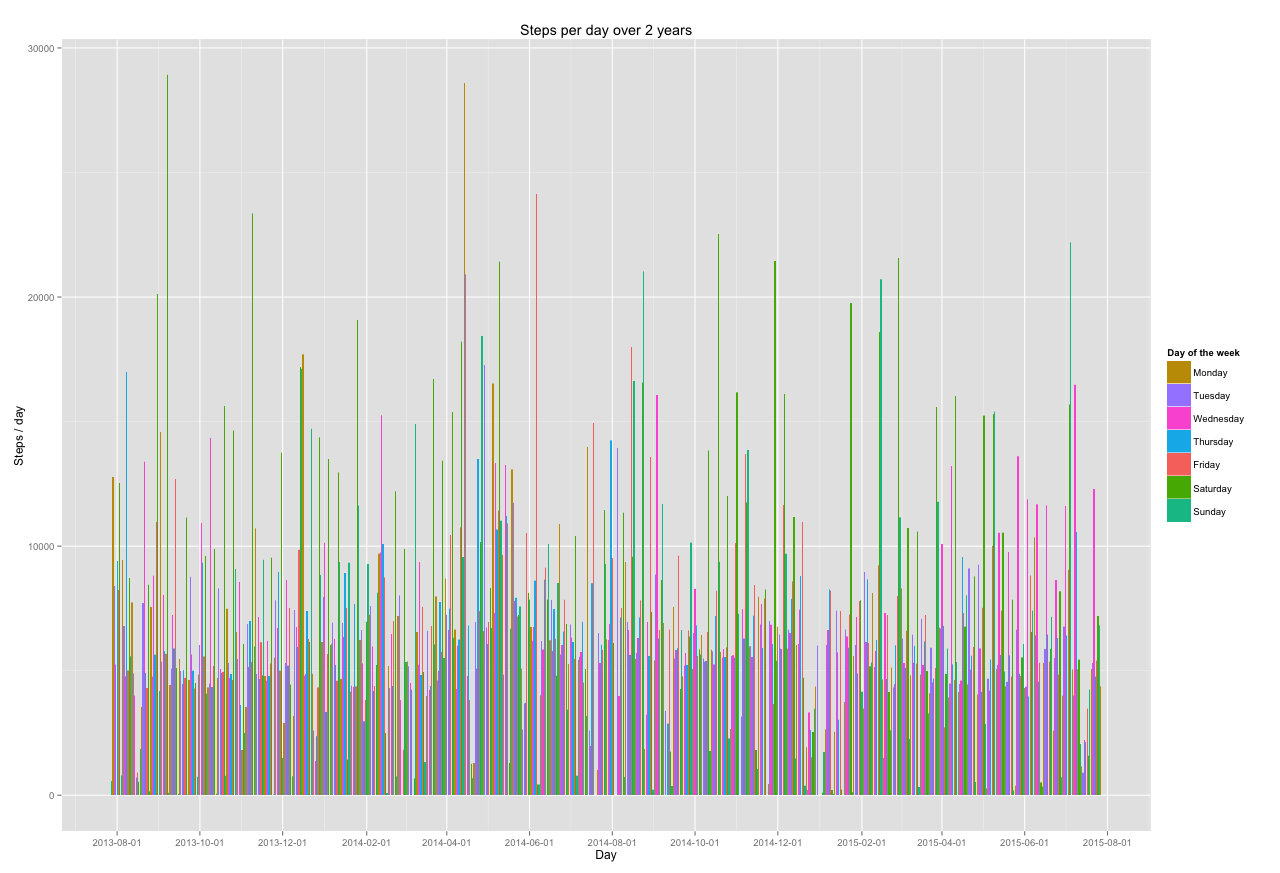 Steps per day over 2 years
30000
20000
10000
0
Steps / day
2013-08-01 2013-10-01 2013-12-01 2014-02-01 2014-04-01 2014-06-01 2014-08-01 2014-10-01 2014-12-01 2015-02-01 2015-04-01 2015-06-01 2015-08-01
Day
Day of the week
Monday
Tuesday
Wednesday
Thursday
Friday
Saturday
Sunday